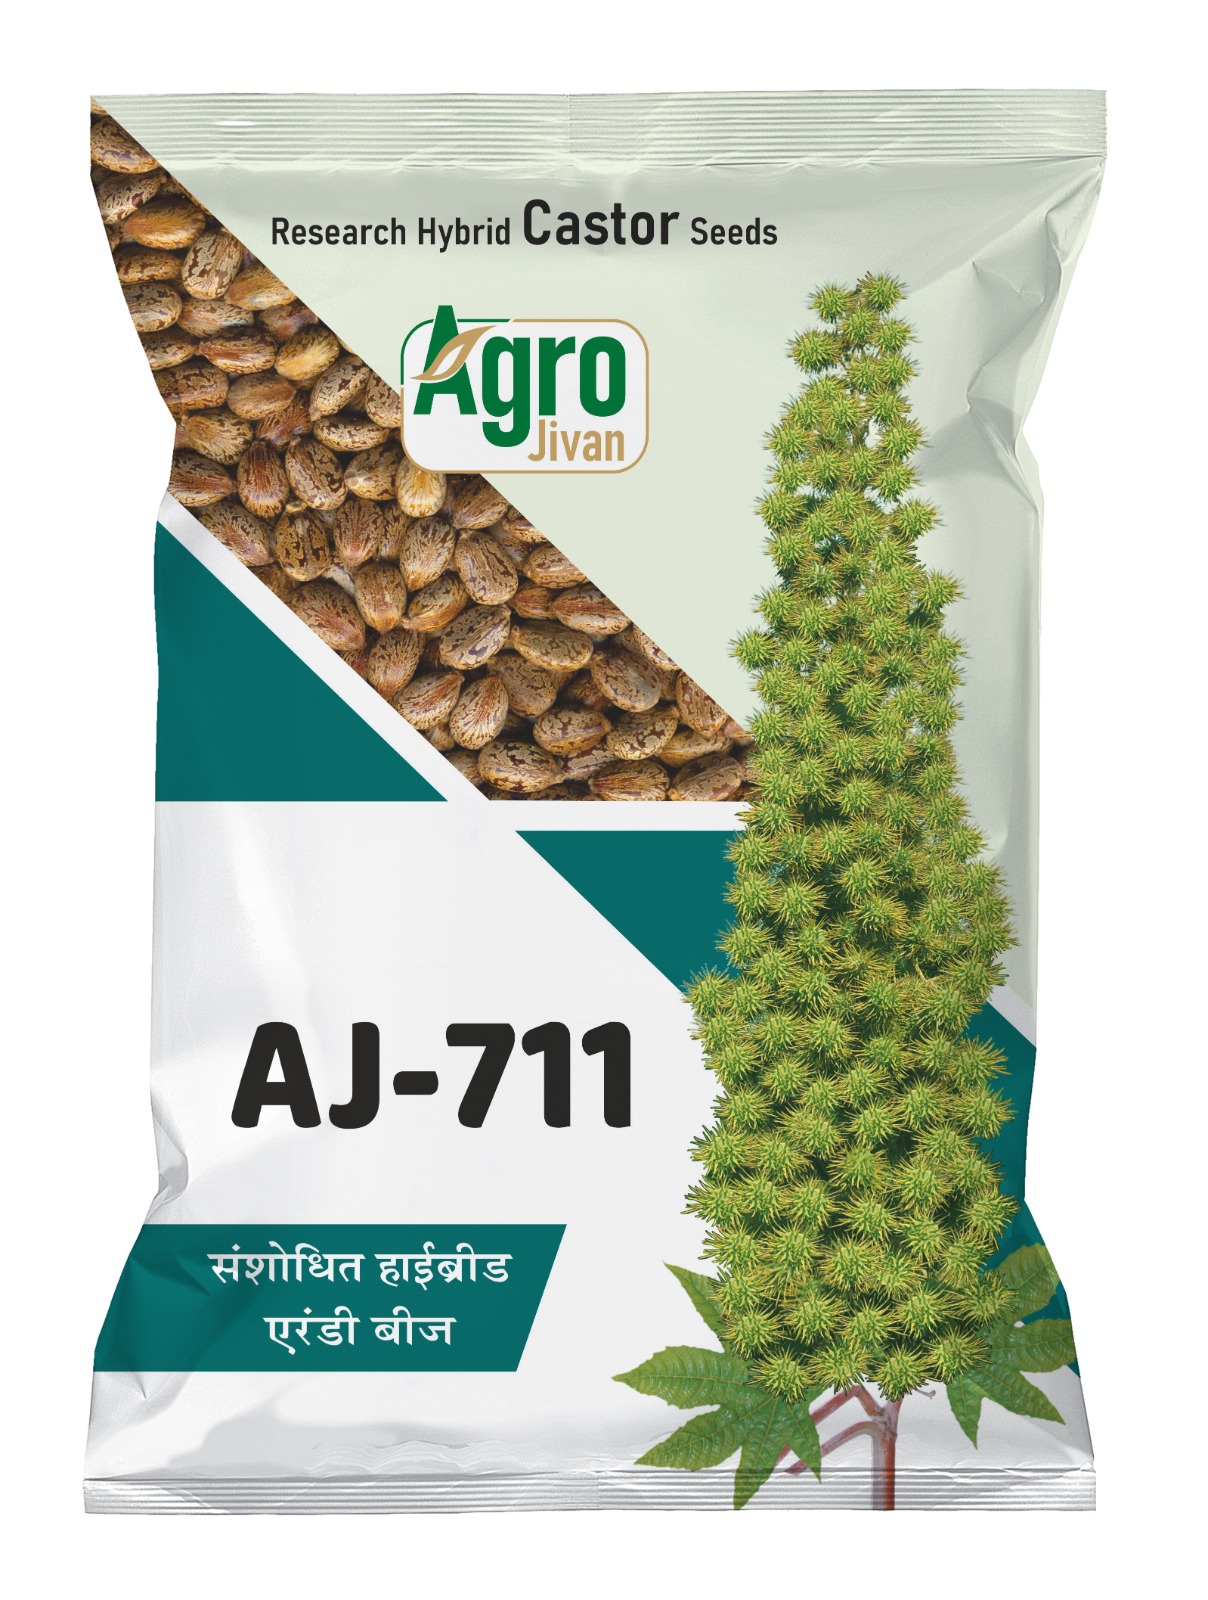 Research Hybrid Castor Seeds
Agro
Jivan
AJ-711
संशोधित हाईब्रीड
एरंडी बीज